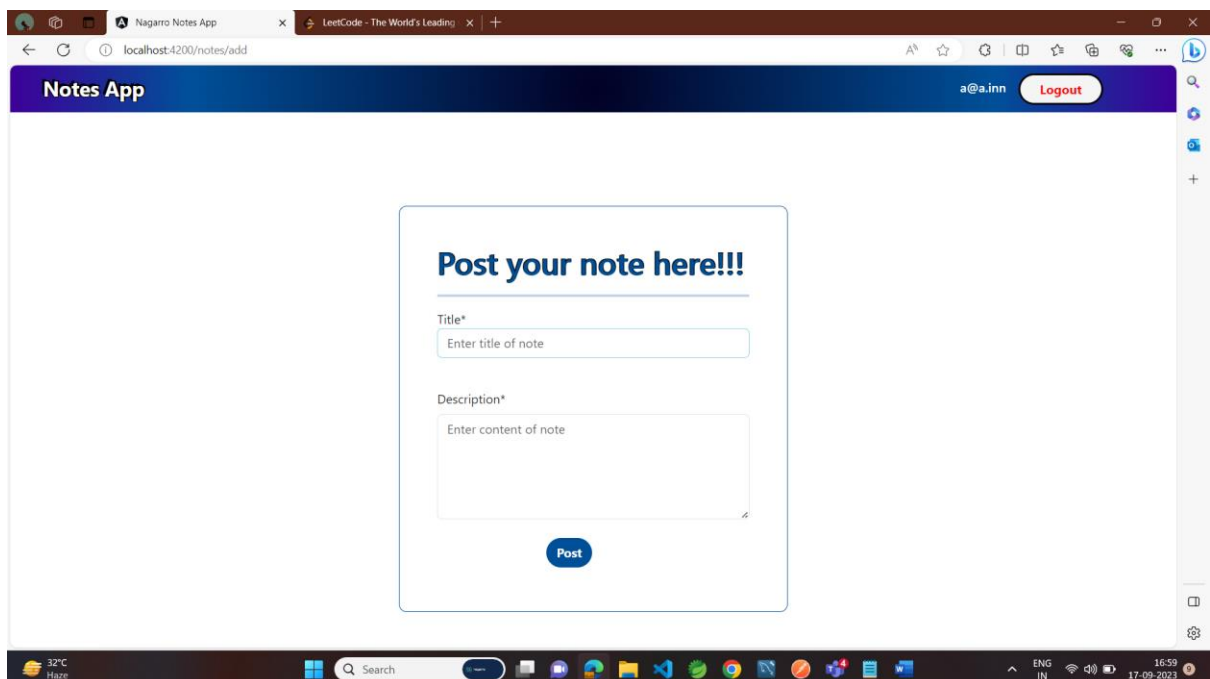 Nagarro Notes App
LeetCode - The World's Leading
localhost:4200/notes/add
Notes App
a@a.inn
Logout
Post your note here!!!
Title*
Enter title of note
Description*
Enter content of note
Post
32°C
Haze
Search
ENG
IN
16:59
17-09-2023